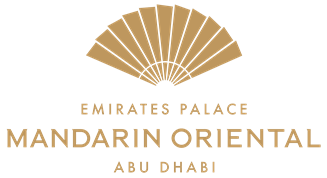 EMIRATES PALACE
MANDARIN ORIENTAL
ABU DHABI